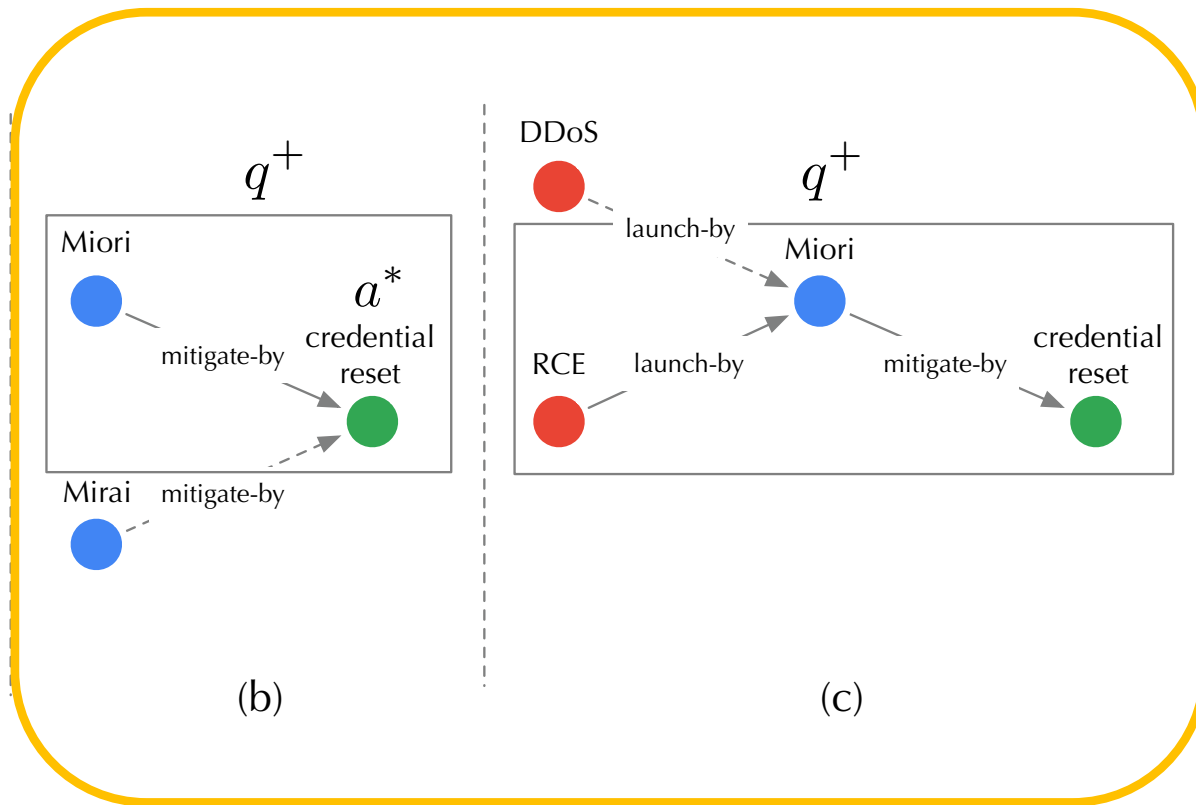 q+
Miori
a*
credential
reset
mitigate-by
Mirai
mitigate-by
(b)
DDoS
q+
launch-by
Miori
RCE
launch-by
mitigate-by
credential
reset
(c)